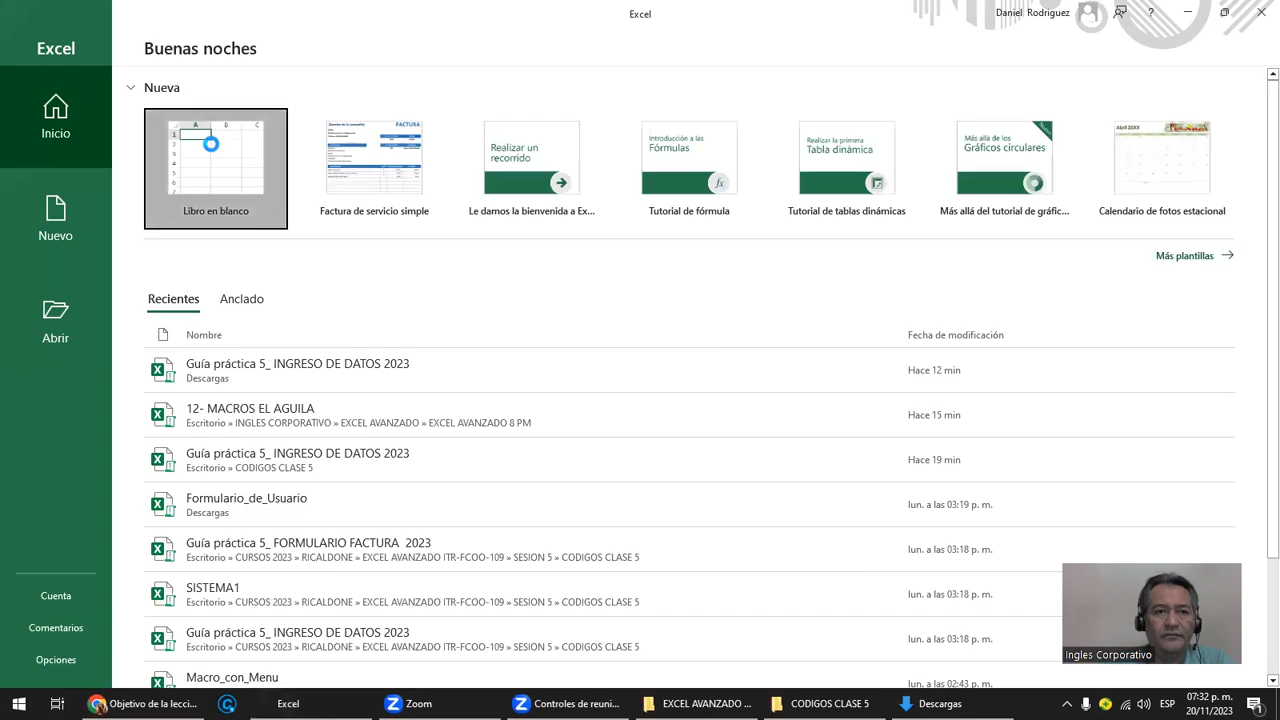 Excel
Daniel Rodriguez
?
Excel
Buenas noches
Inicio
Nuevo
Abrir
Nueva
A B C
1
2
3
4
5
6
7
Libro en blanco
FACTURA
Factura de servicio simple
Realizar un
recorrido
Le damos la bienvenida a Ex...
Introducción a las
Fórmulas
fx
Tutorial de fórmula
Realizar la primera
Tabla dinámica
Tutorial de tablas dinámicas
Más allá de los
Gráficos circulares
Más allá del tutorial de gráfic...
Abril 20XX
Calendario de fotos estacional
Más plantillas
Recientes Anclado
Nombre Fecha de modificación
Guía práctica 5_ INGRESO DE DATOS 2023
Descargas
Hace 12 min
12- MACROS EL AGUILA
Escritorio » INGLES CORPORATIVO » EXCEL AVANZADO » EXCEL AVANZADO 8 PM
Hace 15 min
Guía práctica 5_ INGRESO DE DATOS 2023
Escritorio » CODIGOS CLASE 5
Hace 19 min
Formulario_de_Usuario
Descargas
lun. a las 03:19 p. m.
Guía práctica 5_ FORMULARIO FACTURA 2023
Escritorio » CURSOS 2023 » RICALDONE » EXCEL AVANZADO ITR-FCOO-109 » SESION 5 » CODIGOS CLASE 5
lun. a las 03:18 p. m.
SISTEMA1
Escritorio » CURSOS 2023 » RICALDONE » EXCEL AVANZADO ITR-FCOO-109 » SESION 5 » CODIGOS CLASE 5
lun. a las 03:18 p. m.
Guía práctica 5_ INGRESO DE DATOS 2023
Escritorio » CURSOS 2023 » RICALDONE » EXCEL AVANZADO ITR-FCOO-109 » SESION 5 » CODIGOS CLASE 5
lun. a las 03:18 p. m.
Macro_con_Menu
lun. a las 02:43 p. m.
Cuenta
Comentarios
Opciones
Ingles Corporativo
Objetivo de la lecci...
Excel
Zoom
Controles de reuni...
EXCEL AVANZADO ...
CODIGOS CLASE 5
Descargas
ESP
07:32 p. m.
20/11/2023